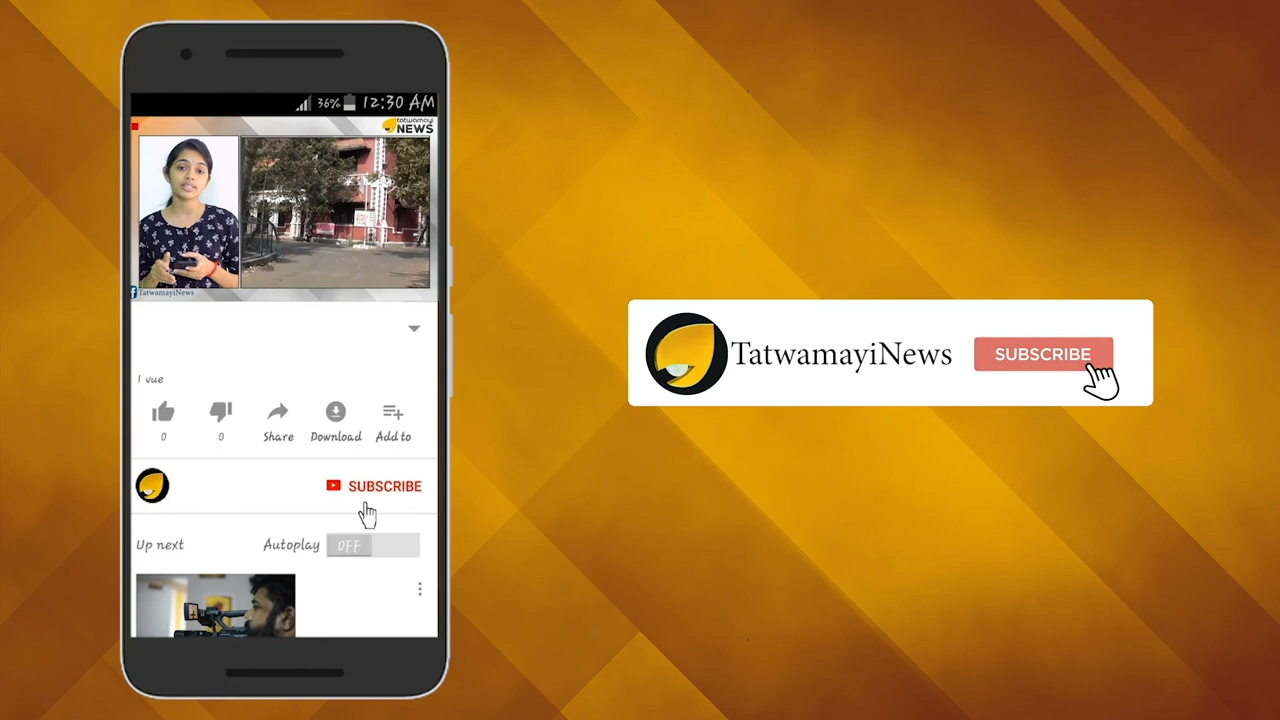 36% 12:30 AM
tatwamayi
NEWS
TatwamayiNews
1 vue
0 0 Share Download Add to
SUBSCRIBE
Up next Autoplay OFF
TatwamayiNews SUBSCRIBE